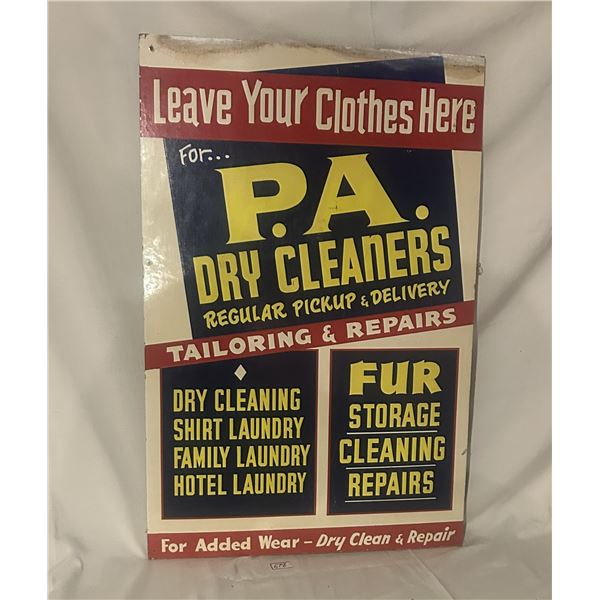 Leave Your Clothes Here
For...
P.A.
DRY CLEANERS
REGULAR PICKUP & DELIVERY
TAILORING & REPAIRS
DRY CLEANING
SHIRT LAUNDRY
FAMILY LAUNDRY
HOTEL LAUNDRY
FUR
STORAGE
CLEANING
REPAIRS
For Added Wear – Dry Clean & Repair